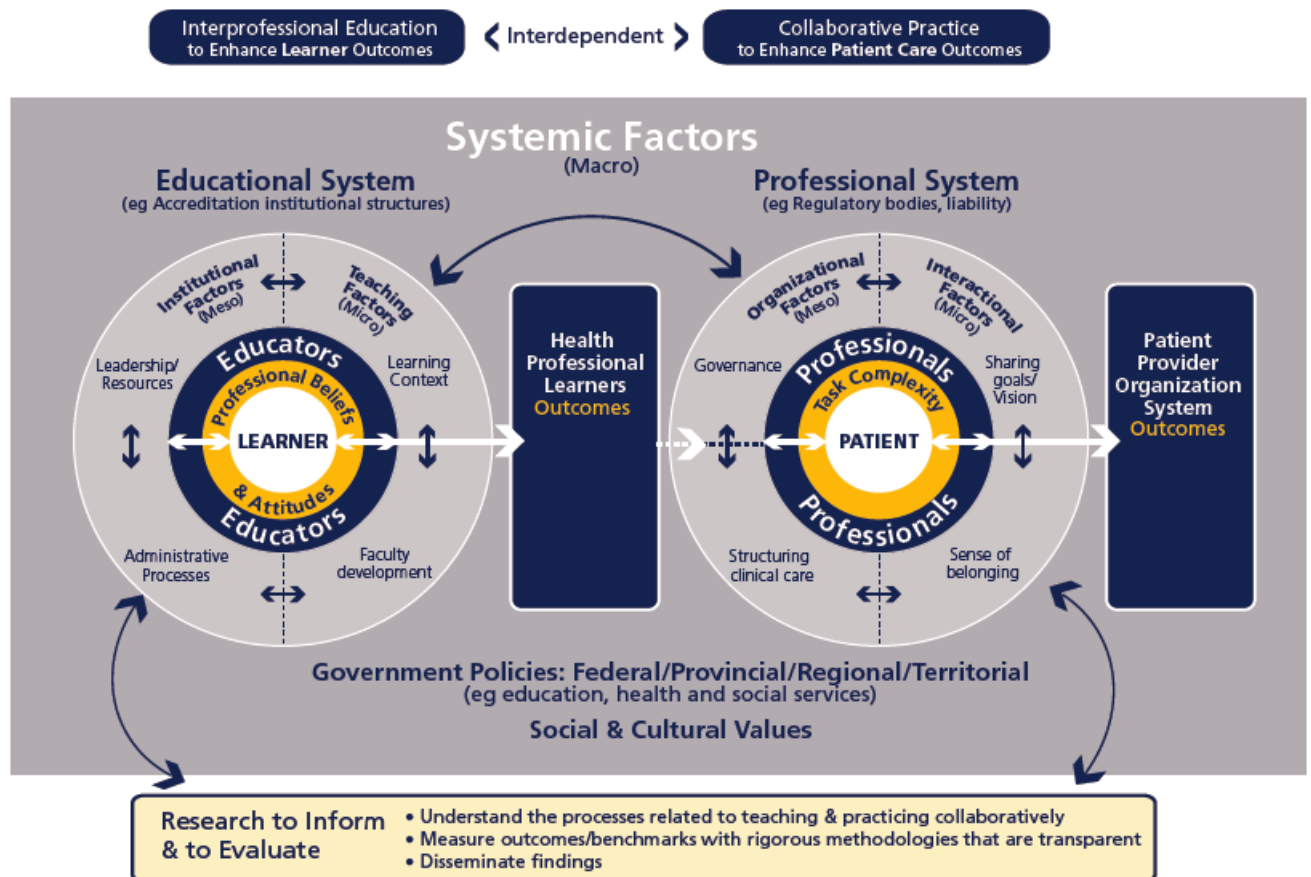 Interprofessional Education
to Enhance Learner Outcomes
Interdependent
Collaborative Practice
to Enhance Patient Care Outcomes
Systemic Factors
(Macro)
Educational System
(eg Accreditation institutional structures)
Professional System
(eg Regulatory bodies, liability)
Institutional
Factors
(Meso)
Teaching
Factors
(Micro)
Leadership/
Resources
Learning
Context
Educators
Professional Beliefs
LEARNER
& Attitudes
Educators
Administrative
Processes
Faculty
development
Health
Professional
Learners
Outcomes
Organizational
Factors
(Meso)
Interactional
Factors
(Micro)
Governance
Sharing
goals/
Vision
Professionals
Task Complexity
PATIENT
Professionals
Structuring
clinical care
Sense of
belonging
Patient
Provider
Organization
System
Outcomes
Government Policies: Federal/Provincial/Regional/Territorial
(eg education, health and social services)
Social & Cultural Values
Research to Inform
& to Evaluate
• Understand the processes related to teaching & practicing collaboratively
• Measure outcomes/benchmarks with rigorous methodologies that are transparent
• Disseminate findings